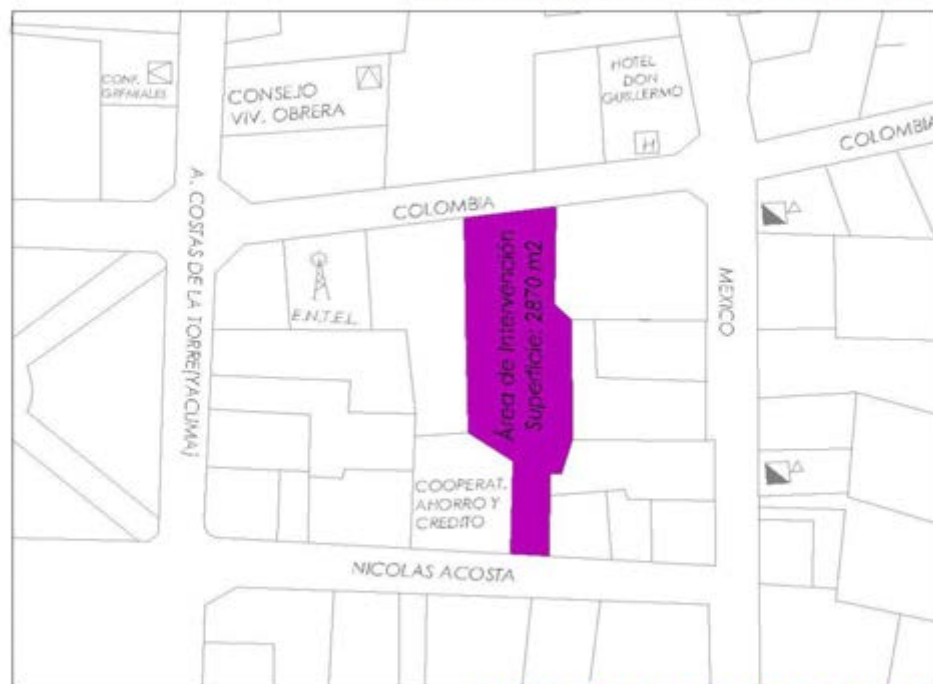 CONF.
GREMIALES
CONSEJO
VIV. OBRERA
HOTEL
DON
GUILLERMO
H
COLOMBIA
COLOMBIA
A. COSTAS DE LA TORRE(YACUMA)
E.N.T.E.L.
Área de Intervención
Superficie: 2870 m2
MEXICO
COOPERAT.
AHORRO Y
CREDITO
NICOLAS ACOSTA